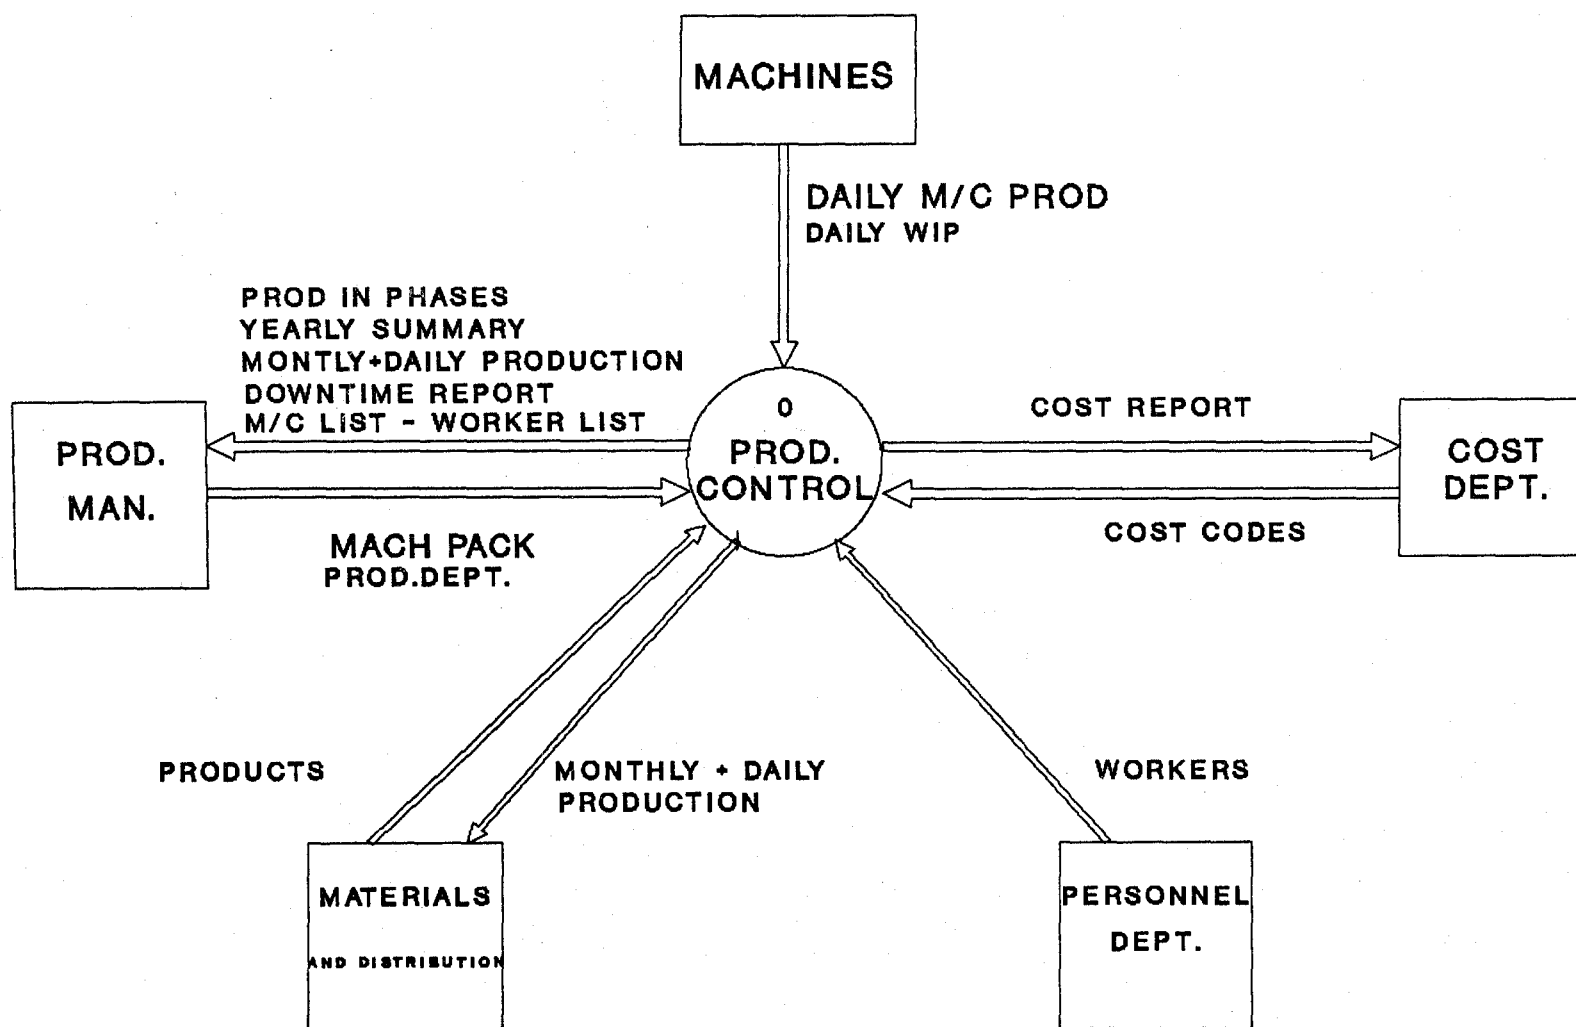 MACHINES
DAILY M/C PROD
DAILY WIP
PROD IN PHASES
YEARLY SUMMARY
MONTLY+DAILY PRODUCTION
DOWNTIME REPORT
M/C LIST - WORKER LIST
PROD.
MAN.
0
PROD.
CONTROL
COST REPORT
COST
DEPT.
COST CODES
MACH PACK
PROD.DEPT.
PRODUCTS
MONTHLY + DAILY
PRODUCTION
WORKERS
MATERIALS
AND DISTRIBUTION
PERSONNEL
DEPT.